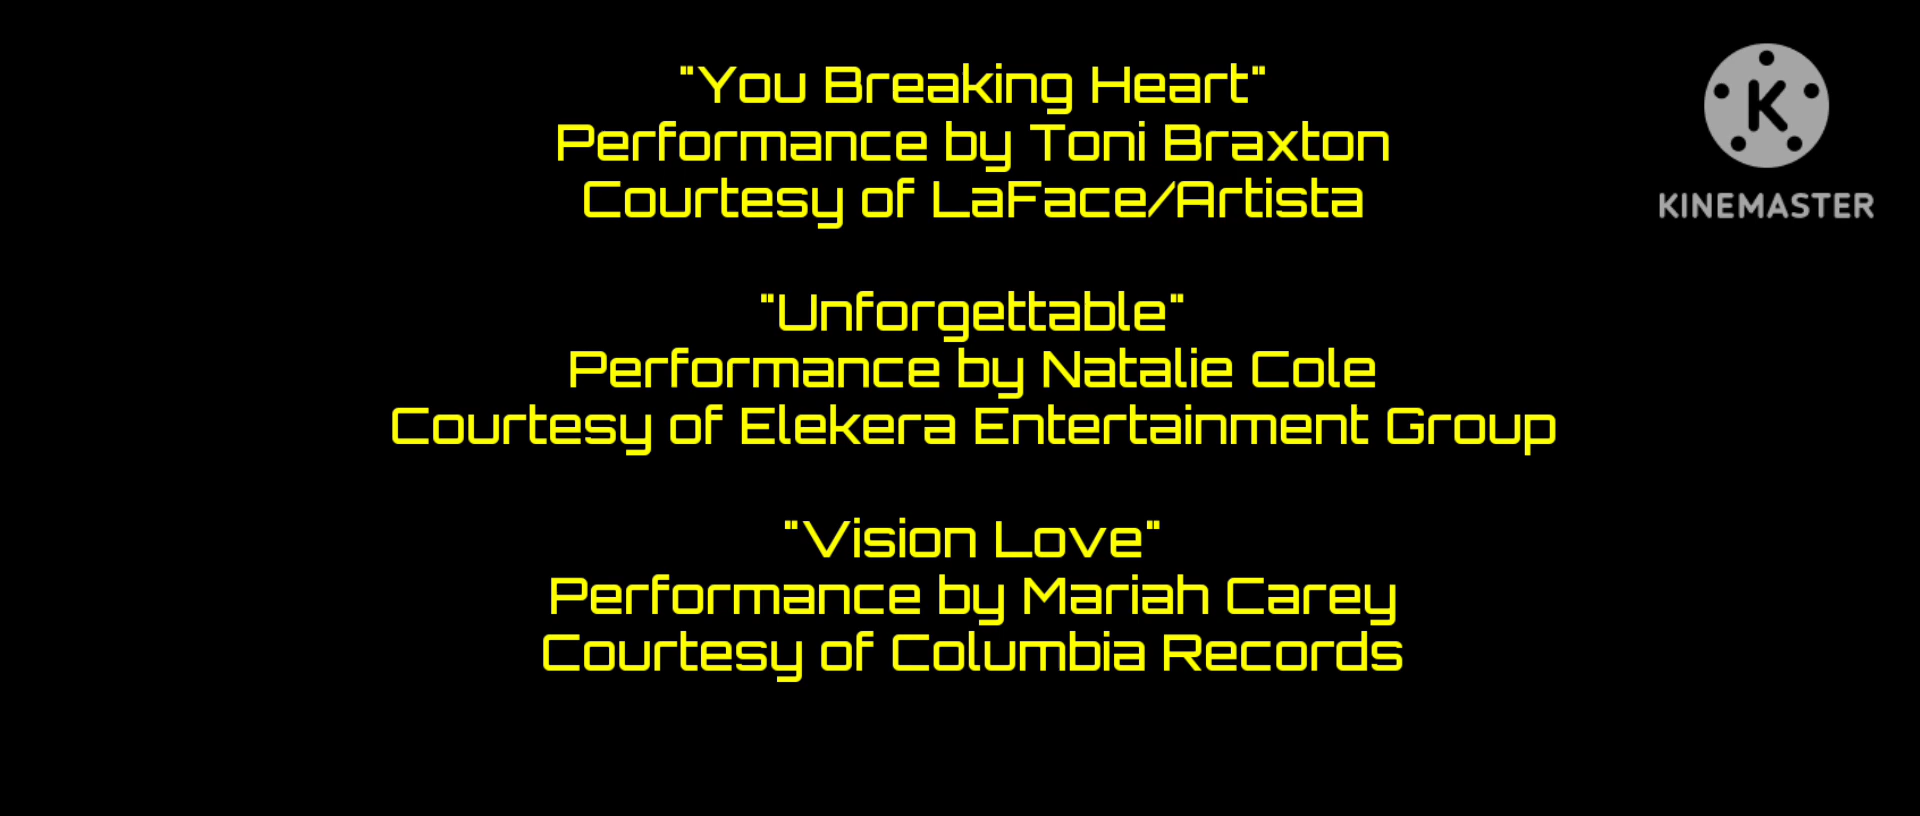 "You Breaking Heart"
Performance by Toni Braxton
Courtesy of LaFace/Artista
"Unforgettable"
Performance by Natalie Cole
Courtesy of Elekera Entertainment Group
"Vision Love"
Performance by Mariah Carey
Courtesy of Columbia Records
K
KINEMASTER